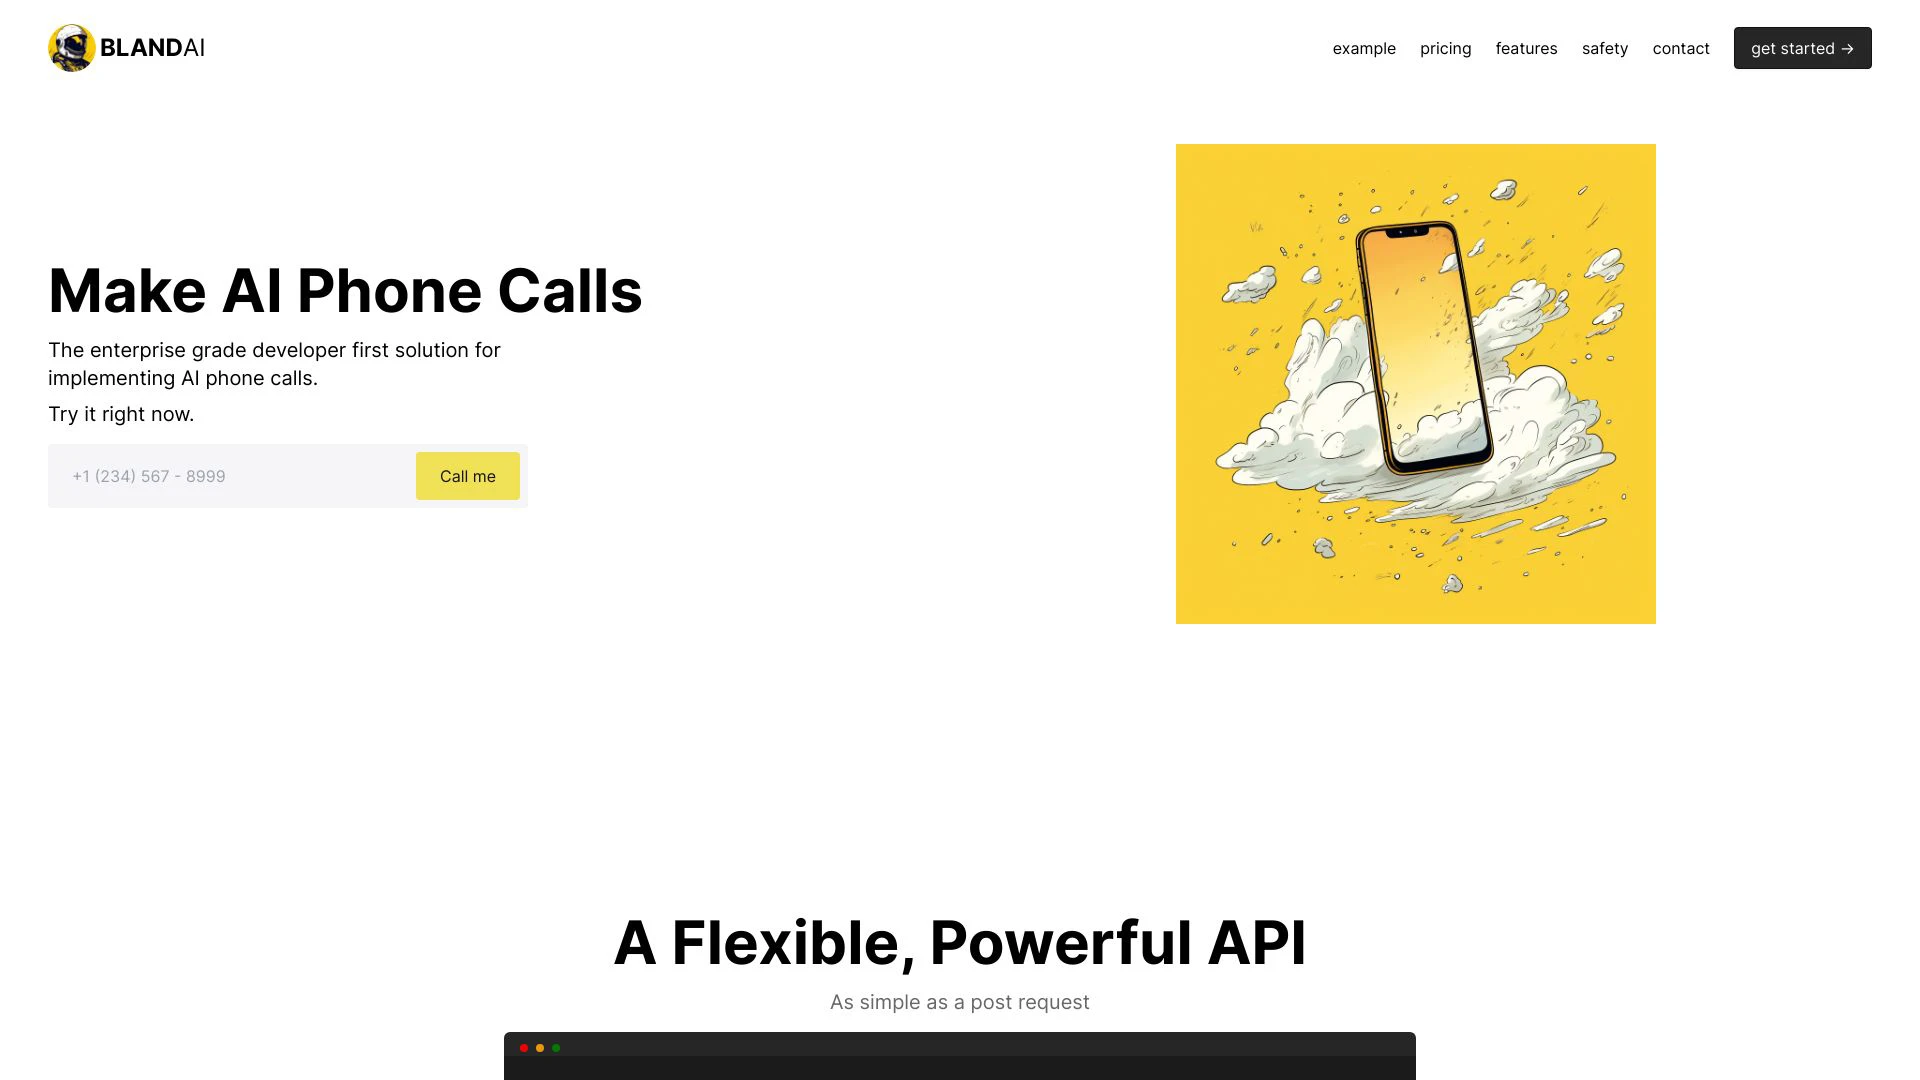 BLANDAI
example
pricing
features
safety
contact
get started →
Make AI Phone Calls
The enterprise grade developer first solution for
implementing AI phone calls.
Try it right now.
+1 (234) 567 - 8999
Call me
A Flexible, Powerful API
As simple as a post request